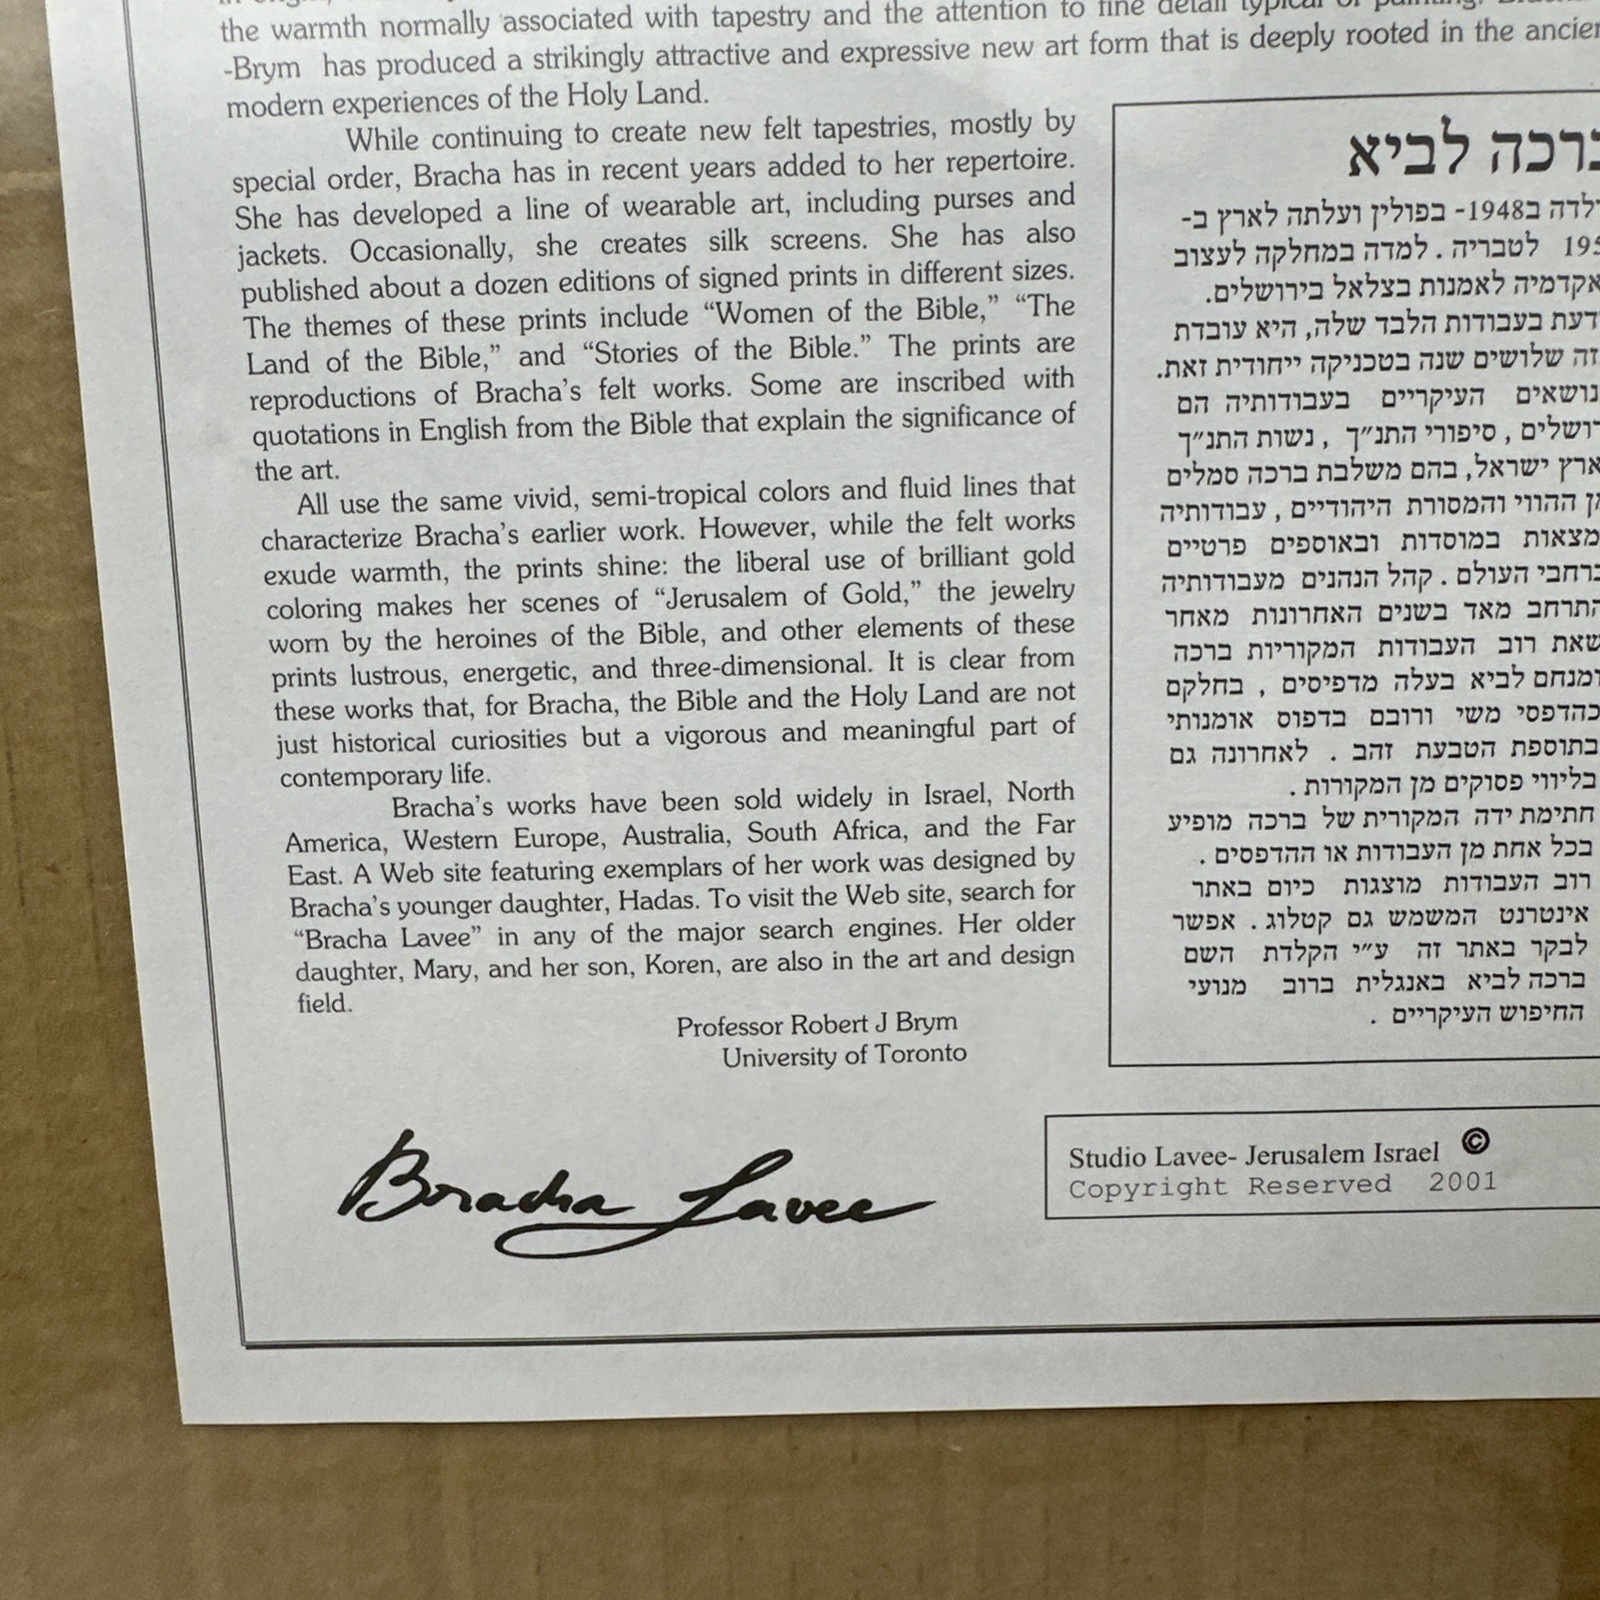 the warmth normally associated with tapestry and the attention to fine detail typical of painting.
-Brym has produced a strikingly attractive and expressive new art form that is deeply rooted in the
modern experiences of the Holy Land.
While continuing to create new felt tapestries, mostly by
special order, Bracha has in recent years added to her repertoire.
She has developed a line of wearable art, including purses and
jackets. Occasionally, she creates silk screens. She has also
published about a dozen editions of signed prints in different sizes.
The themes of these prints include “Women of the Bible,” “The
Land of the Bible,” and “Stories of the Bible.” The prints are
reproductions of Bracha’s felt works. Some are inscribed with
quotations in English from the Bible that explain the significance of
the art.
All use the same vivid, semi-tropical colors and fluid lines that
characterize Bracha’s earlier work. However, while the felt works
exude warmth, the prints shine: the liberal use of brilliant gold
coloring makes her scenes of “Jerusalem of Gold,” the jewelry
worn by the heroines of the Bible, and other elements of these
prints lustrous, energetic, and three-dimensional. It is clear from
these works that, for Bracha, the Bible and the Holy Land are not
just historical curiosities but a vigorous and meaningful part of
contemporary life.
Bracha’s works have been sold widely in Israel, North
America, Western Europe, Australia, South Africa, and the Far
East. A Web site featuring exemplars of her work was designed by
Bracha’s younger daughter, Hadas. To visit the Web site, search for
“Bracha Lavee” in any of the major search engines. Her older
daughter, Mary, and her son, Koren, are also in the art and design
field.
Professor Robert J Brym
University of Toronto
Bracha Lavee
ברכה לביא
ילדה ב1948- בפולין ועלתה לארץ ב-
195 לטבריה . למדה במחלקה לעצוב
אקדמיה לאמנות בצלאל בירושלים.
דעת בעבודות הלבד שלה, היא עובדת
זה שלושים שנה בטכניקה ייחודית זאת.
נושאים העיקריים בעבודותיה הם
רושלים , סיפורי התנ״ך , נשות התנ״ך
ארץ ישראל, בהם משלבת ברכה סמלים
מן ההווי והמסורת היהודיים , עבודותיה
מצאות במוסדות ובאוספים פרטיים
ברחבי העולם . קהל הנהנים מעבודותיה
התרחב מאד בשנים האחרונות מאחר
שאת רוב העבודות המקוריות ברכה
ומנחם לביא בעלה מדפיסים , בחלקם
כהדפסי משי ורובם בדפוס אומנותי
בתוספת הטבעת זהב . לאחרונה גם
בליווי פסוקים מן המקורות .
חתימת ידה המקורית של ברכה מופיע
בכל אחת מן העבודות או ההדפסים .
רוב העבודות מוצגות כיום באתר
אינטרנט המשמש גם קטלוג . אפשר
לבקר באתר זה ע״י הקלדת השם
ברכה לביא באנגלית ברוב מנועי
החיפוש העיקריים .
Studio Lavee- Jerusalem Israel ©
Copyright Reserved 2001